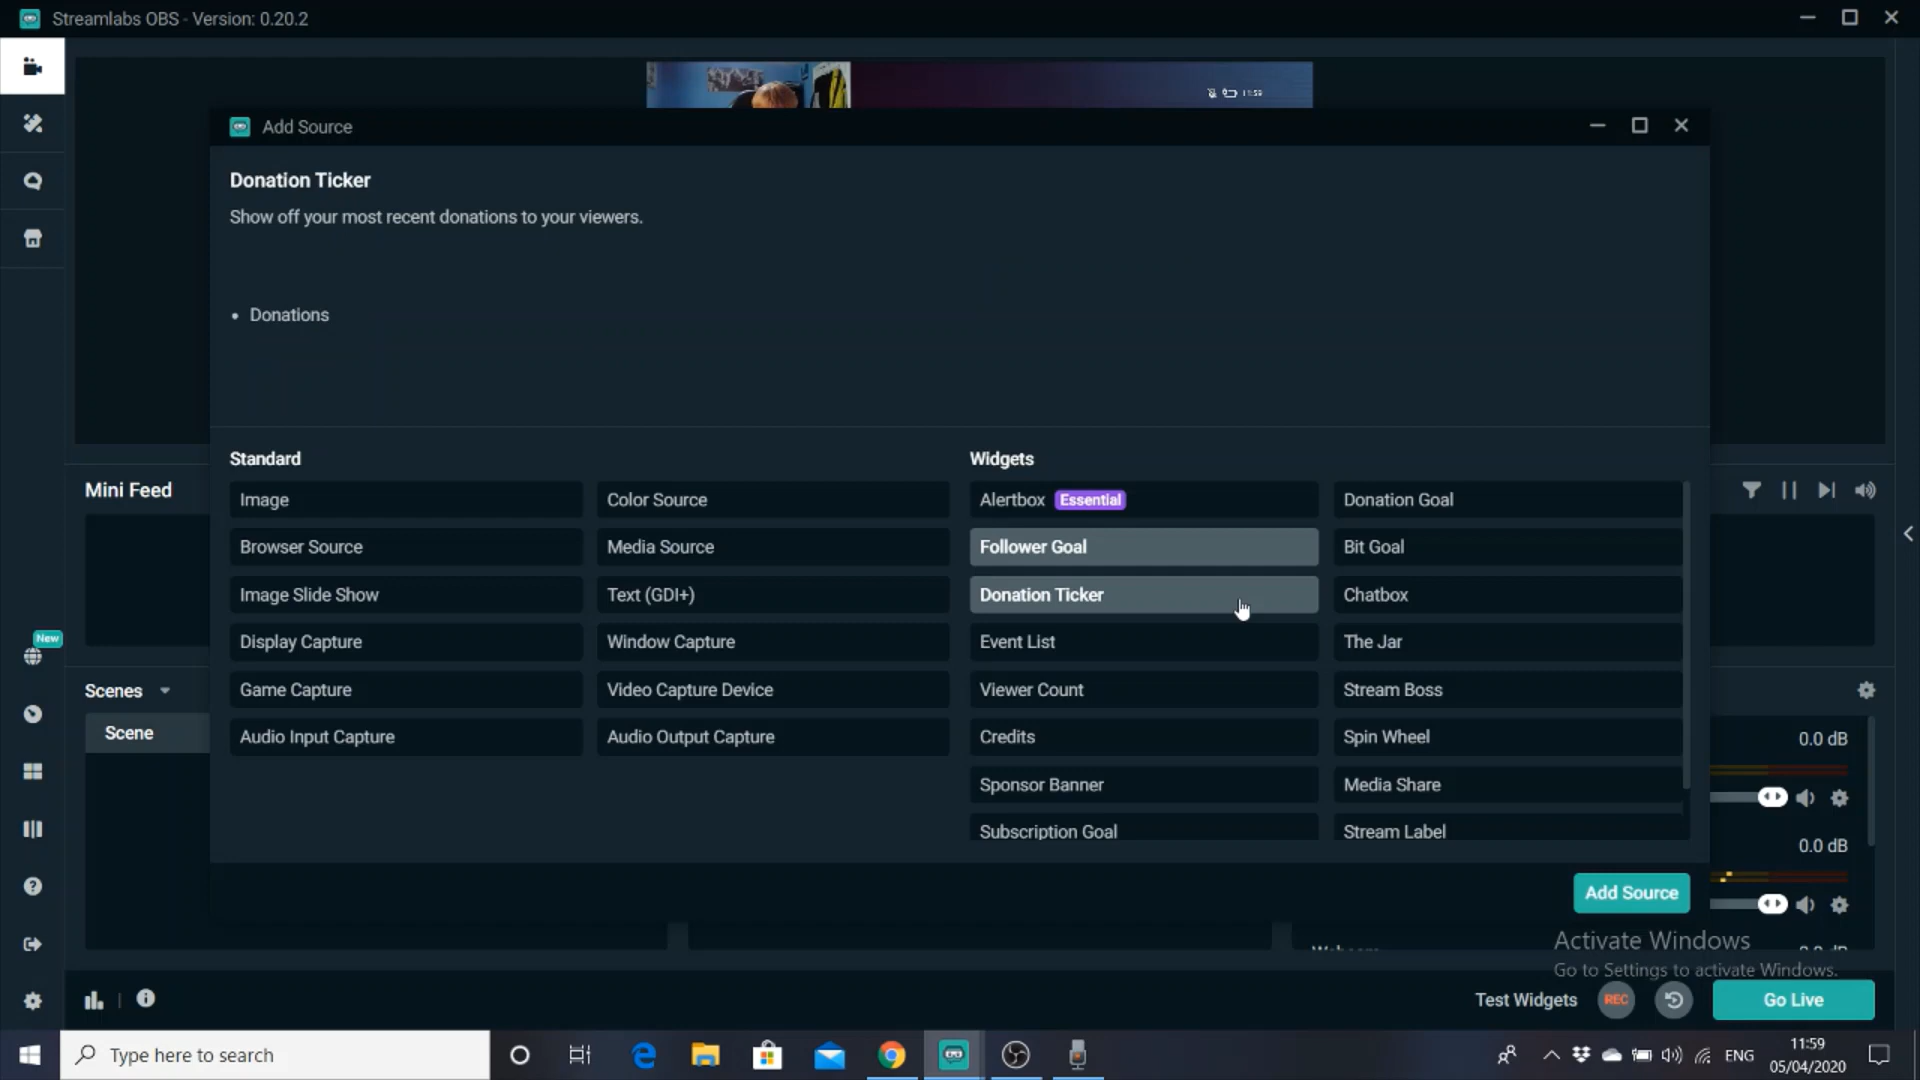 Streamlabs OBS - Version: 0.20.2
11:59
Add Source
Donation Ticker
Show off your most recent donations to your viewers.
• Donations
Standard
Widgets
Image
Color Source
Alertbox Essential
Donation Goal
Browser Source
Media Source
Follower Goal
Bit Goal
Image Slide Show
Text (GDI+)
Donation Ticker
Chatbox
Display Capture
Window Capture
Event List
The Jar
Game Capture
Video Capture Device
Viewer Count
Stream Boss
Audio Input Capture
Audio Output Capture
Credits
Spin Wheel
Sponsor Banner
Media Share
Subscription Goal
Stream Label
Add Source
Mini Feed
New
Scenes
Scene
0.0 dB
0.0 dB
0.0 dB
Activate Windows
Go to Settings to activate Windows.
Test Widgets
REC
Go Live
Type here to search
ENG
11:59
05/04/2020